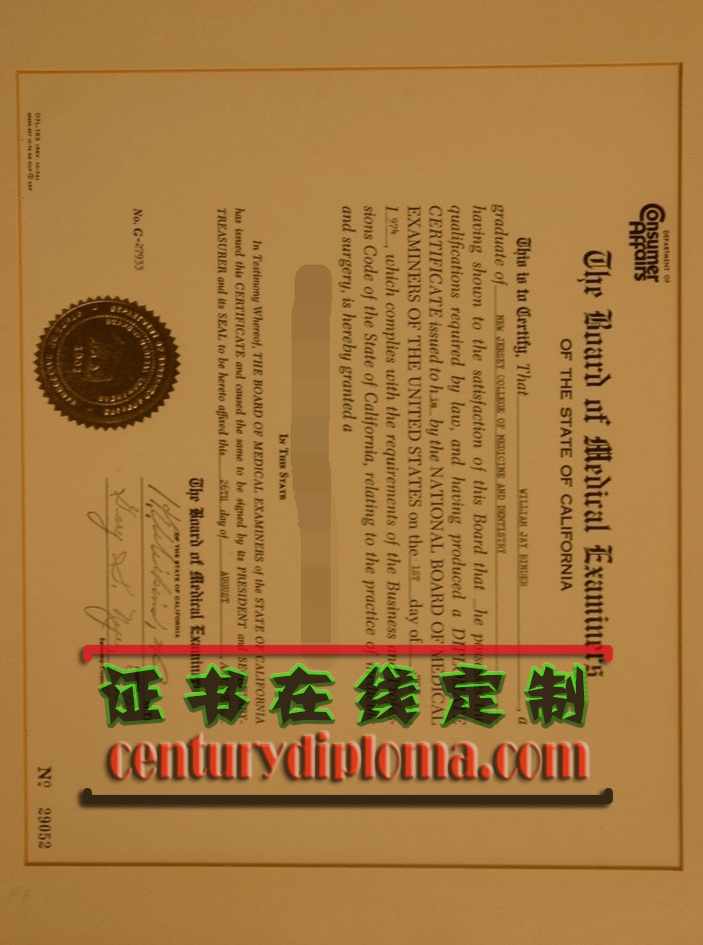 DEPARTMENT OF
Consumer
Affairs
The Board of Medical Examiners
OF THE STATE OF CALIFORNIA
This is to Certify, That WILLIAM JAY BINDER, a
graduate of NEW JERSEY COLLEGE OF MEDICINE AND DENTISTRY
having shown to the satisfaction of this Board that he
qualifications required by law, and having produced a
CERTIFICATE issued to him by the NATIONAL BOARD OF MEDICAL
EXAMINERS OF THE UNITED STATES on the 1ST day of
which complies with the requirements of the Business
sions Code of the State of California, relating to the practice of
and surgery, is hereby granted a
IN THIS STATE
In Testimony Whereof, THE BOARD OF MEDICAL EXAMINERS of the STATE OF CALIFORNIA
has issued this CERTIFICATE and caused the same to be signed by its PRESIDENT and
TREASURER and its SEAL to be hereto affixed this 26TH day of AUGUST
The Board of Medical
OF THE STATE OF CALIFORNIA
No. G-27933
Nº 29052
证书在线定制
centurydiploma.com